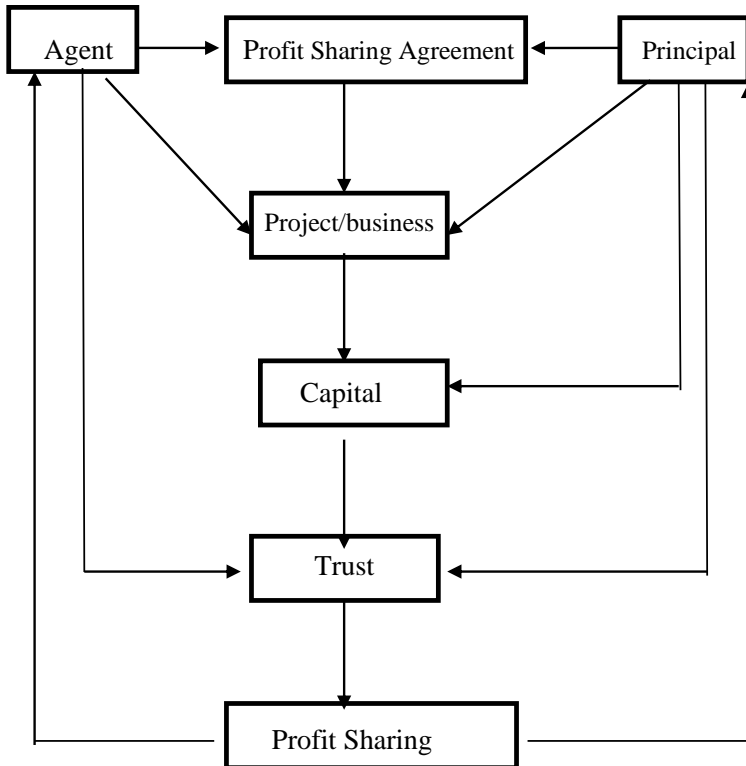 Agent
Profit Sharing Agreement
Principal
Project/business
Capital
Trust
Profit Sharing